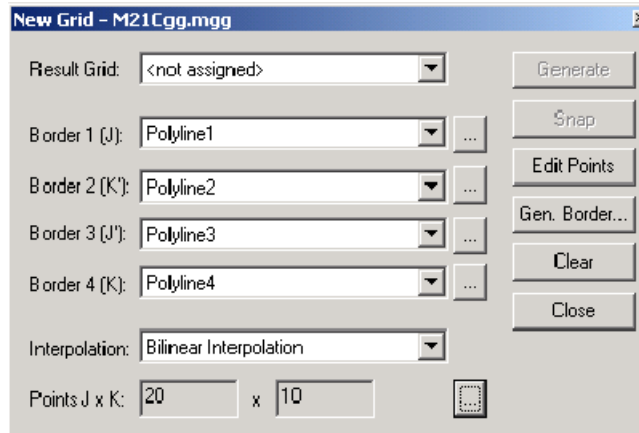 New Grid - M21Cgg.mgg
Result Grid: <not assigned> Generate
Snap
Border 1 (J): Polyline1 ...
Edit Points
Border 2 (K'): Polyline2 ...
Gen. Border...
Border 3 (J'): Polyline3 ...
Clear
Border 4 (K): Polyline4 ...
Close
Interpolation: Bilinear Interpolation
Points J x K: 20 x 10 ...